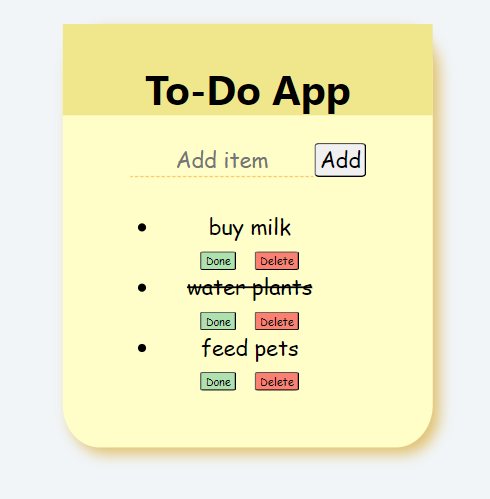 To-Do App
Add item Add
buy milk
Done Delete
water plants
Done Delete
feed pets
Done Delete